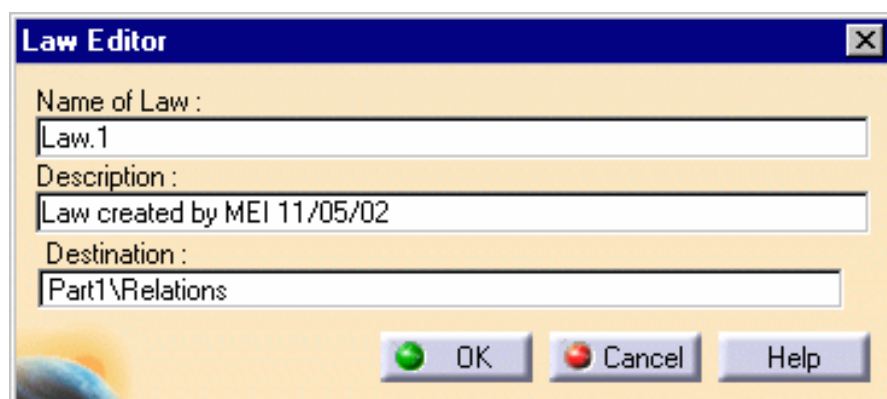 Law Editor
Name of Law :
Law.1
Description :
Law created by MEI 11/05/02
Destination :
Part1\Relations
OK Cancel Help